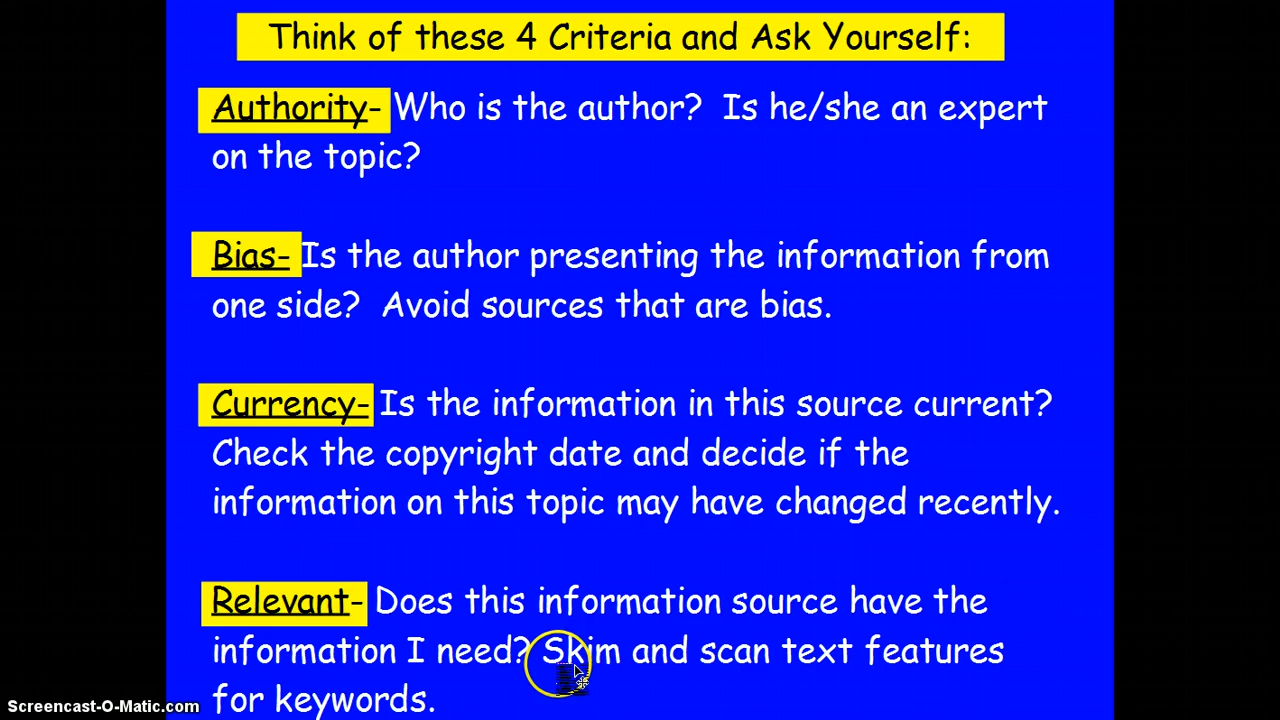 Think of these 4 Criteria and Ask Yourself:
Authority- Who is the author? Is he/she an expert
on the topic?
Bias- Is the author presenting the information from
one side? Avoid sources that are bias.
Currency- Is the information in this source current?
Check the copyright date and decide if the
information on this topic may have changed recently.
Relevant- Does this information source have the
information I need? Skim and scan text features
for keywords.
Screencast-O-Matic.com